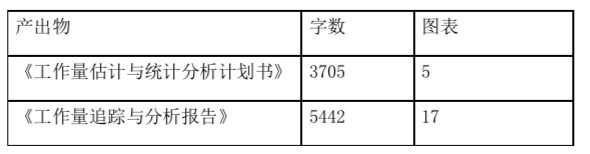 产出物 字数 图表
《工作量估计与统计分析计划书》 3705 5
《工作量追踪与分析报告》 5442 17